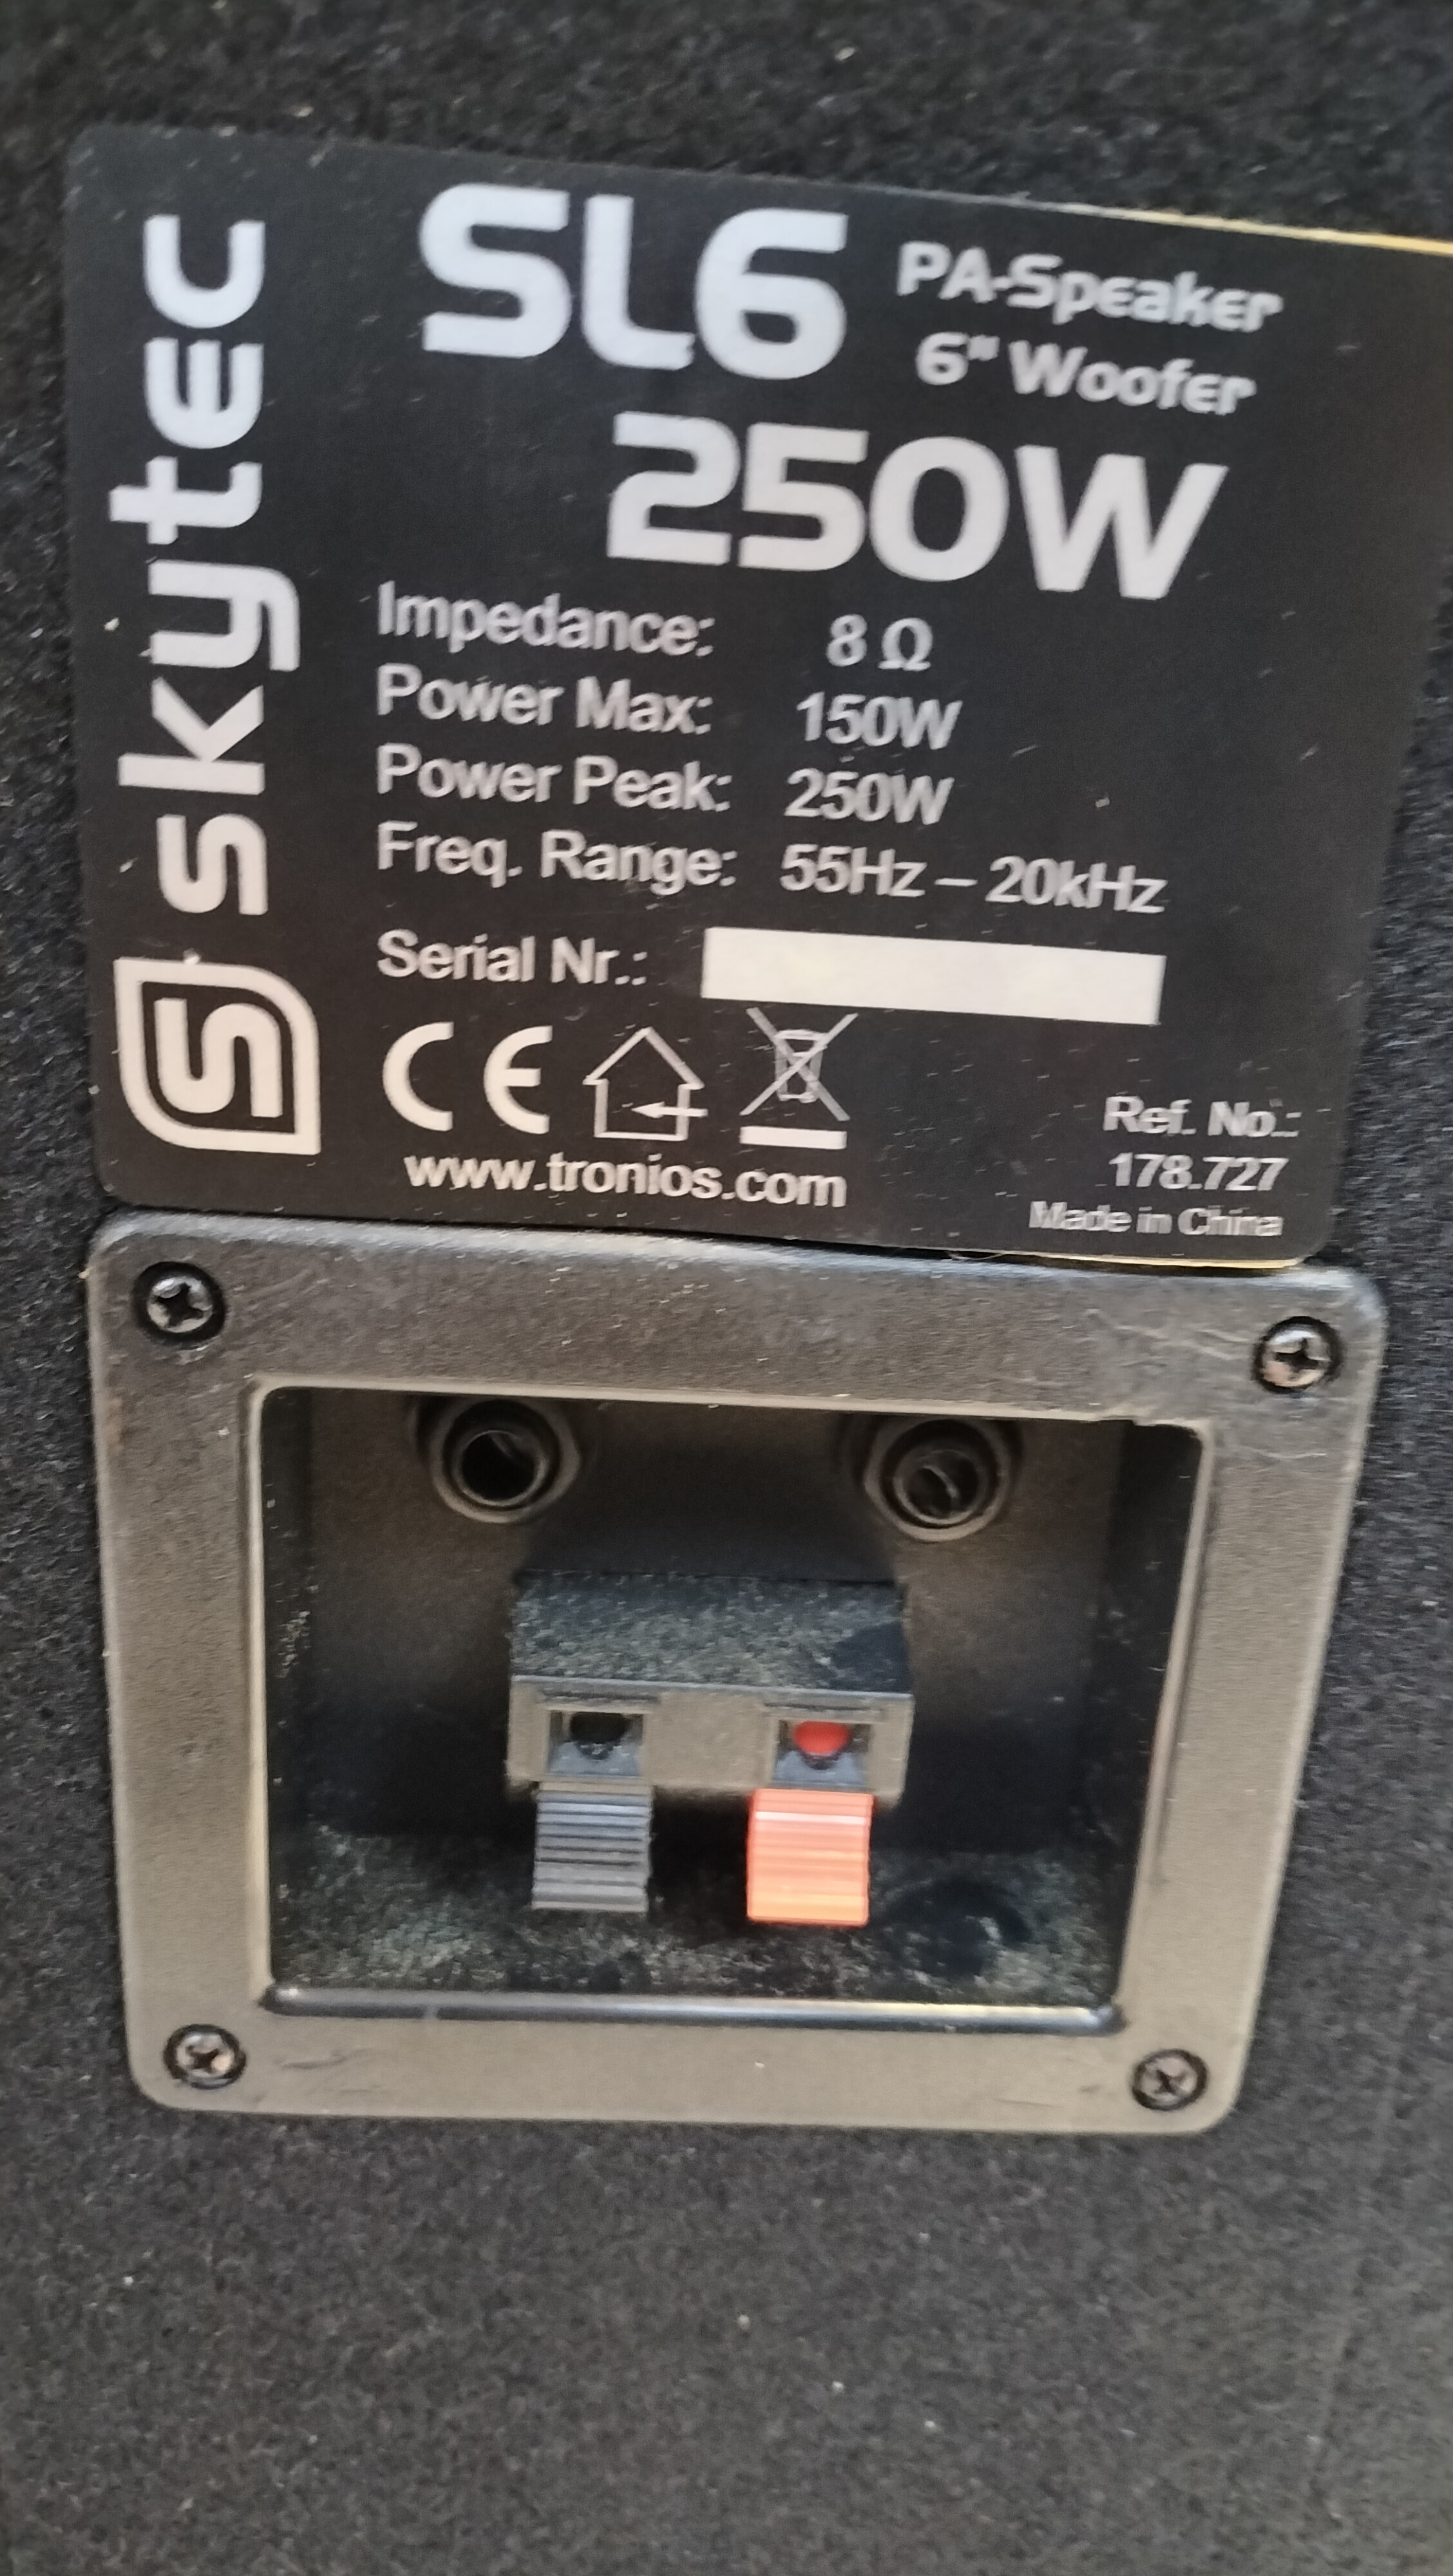 skytec
SL6
PA-Speaker
6" Woofer
250W
Impedance: 8 Ω
Power Max: 150W
Power Peak: 250W
Freq. Range: 55Hz – 20kHz
Serial Nr.:
CE
www.tronios.com
Ref. No.:
178.727
Made in China